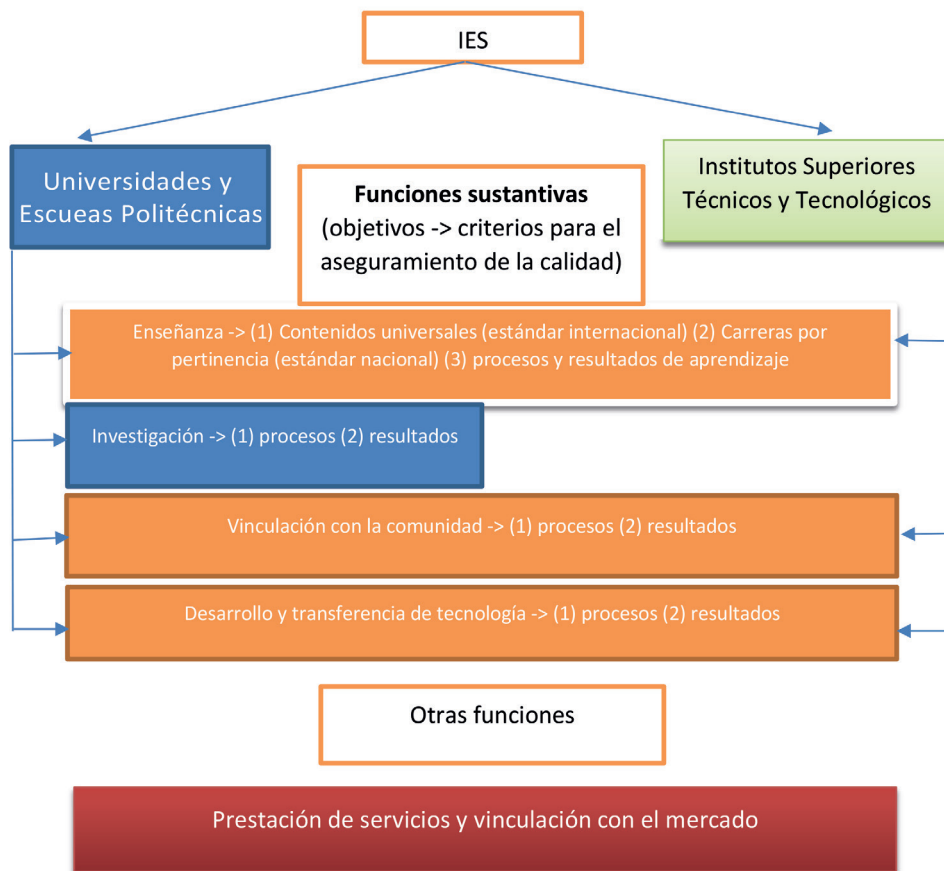 IES
Universidades y
Escueas Politécnicas
Institutos Superiores
Técnicos y Tecnológicos
Funciones sustantivas
(objetivos -> criterios para el
aseguramiento de la calidad)
Enseñanza -> (1) Contenidos universales (estándar internacional) (2) Carreras por
pertinencia (estándar nacional) (3) procesos y resultados de aprendizaje
Investigación -> (1) procesos (2) resultados
Vinculación con la comunidad -> (1) procesos (2) resultados
Desarrollo y transferencia de tecnología -> (1) procesos (2) resultados
Otras funciones
Prestación de servicios y vinculación con el mercado